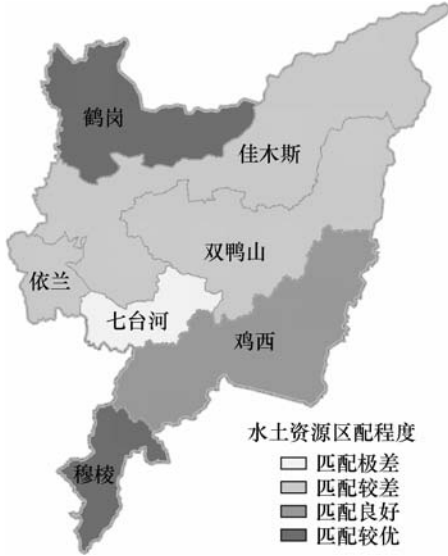 鹤岗
佳木斯
双鸭山
依兰
七台河
鸡西
穆棱
水土资源区配程度
匹配极差
匹配较差
匹配良好
匹配较优